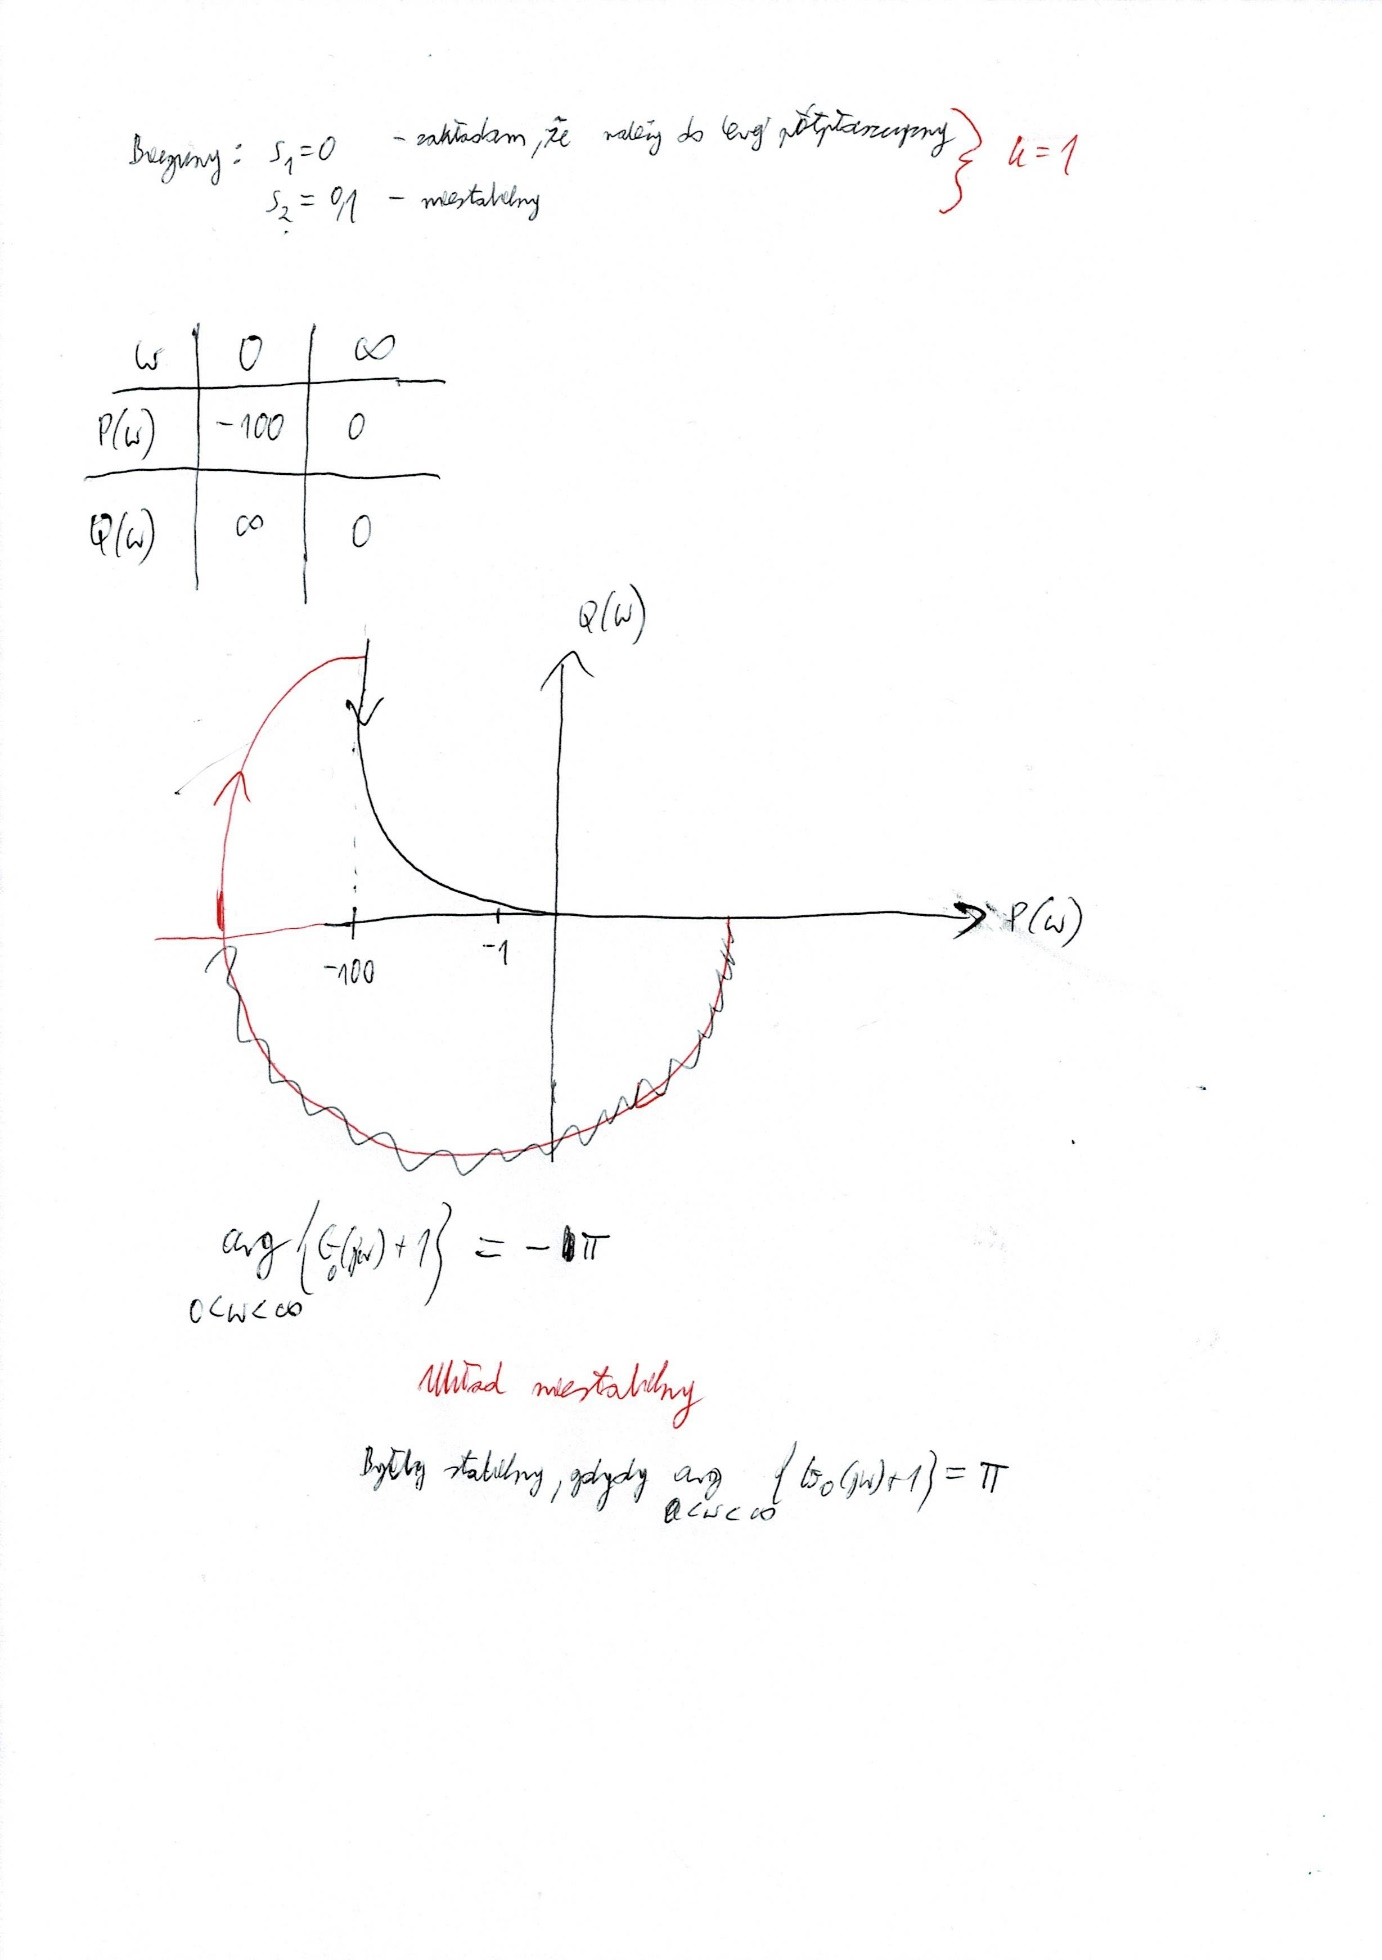 Bieguny: s₁=0 - zakładam, że należy do lewej półpłaszczyzny } k=1
s₂=0,1 - niestabilny
ω 0 ∞
P(ω) -100 0
Q(ω) ∞ 0
Q(ω)
P(ω)
-100 -1
arg {G₀(jω)+1} = -π
0<ω<∞
Układ niestabilny
Byłby stabilny, gdyby arg {G₀(jω)+1} = π
0<ω<∞